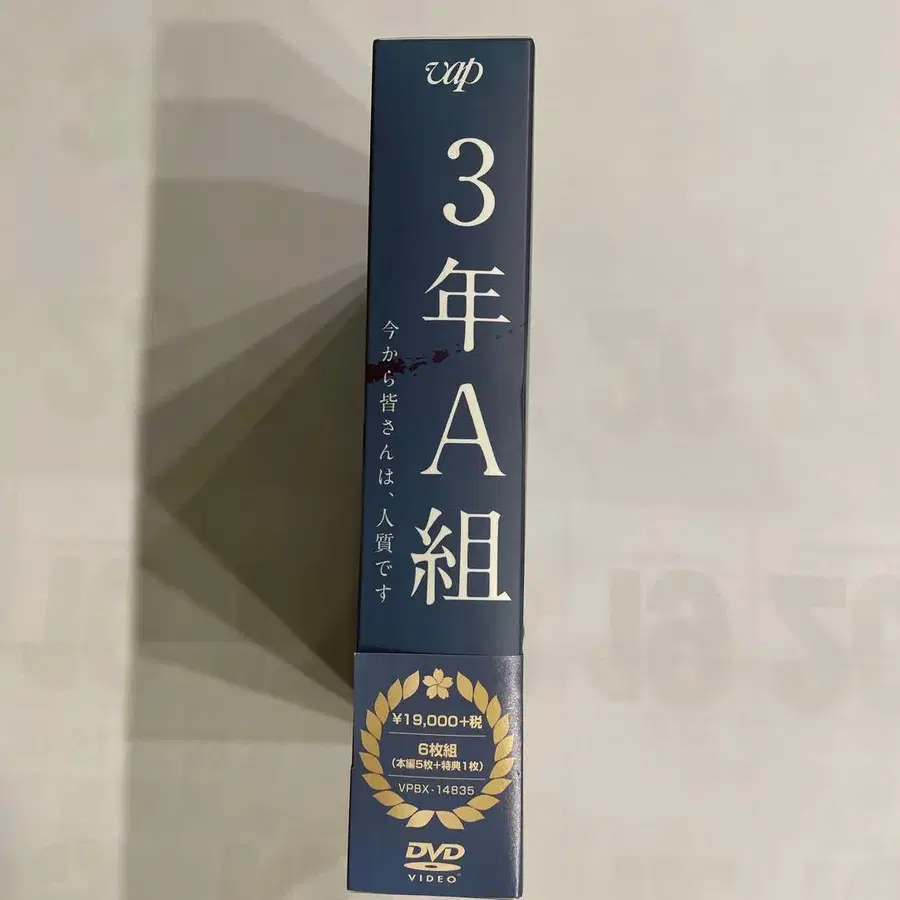 vap
3年A組
今から皆さんは、人質です
¥19,000+税
6枚組
(本編5枚+特典1枚)
VPBX-14835
DVD
VIDEO